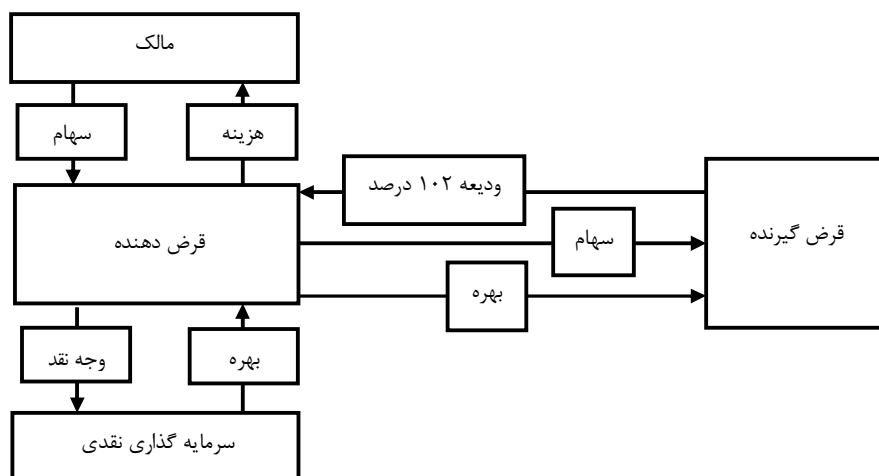 مالک
سهام
هزینه
ودیعه ۱۰۲ درصد
قرض دهنده
سهام
قرض گیرنده
بهره
وجه نقد
بهره
سرمایه گذاری نقدی